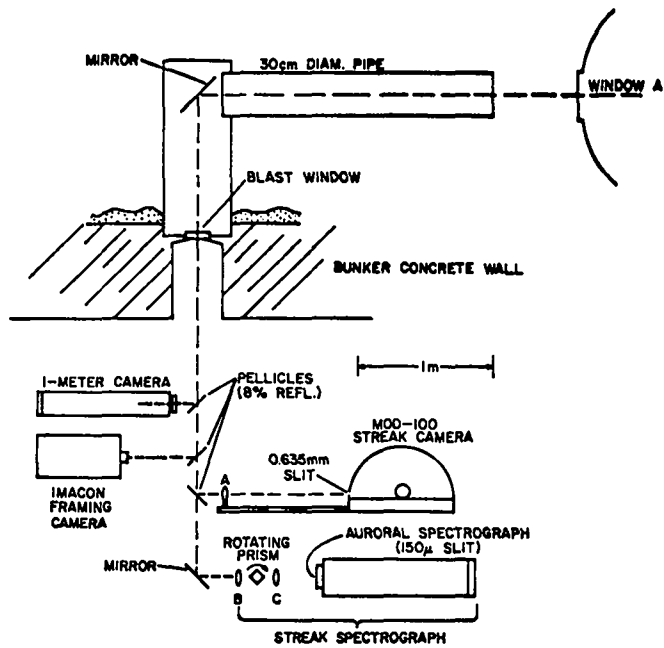 MIRROR
30cm DIAM. PIPE
WINDOW A
BLAST WINDOW
BUNKER CONCRETE WALL
1-METER CAMERA
PELLICLES
(8% REFL.)
1m
MOD-100
STREAK CAMERA
0.635mm
SLIT
A
IMACON
FRAMING
CAMERA
AURORAL SPECTROGRAPH
(150μ SLIT)
ROTATING
PRISM
MIRROR
B
C
STREAK SPECTROGRAPH